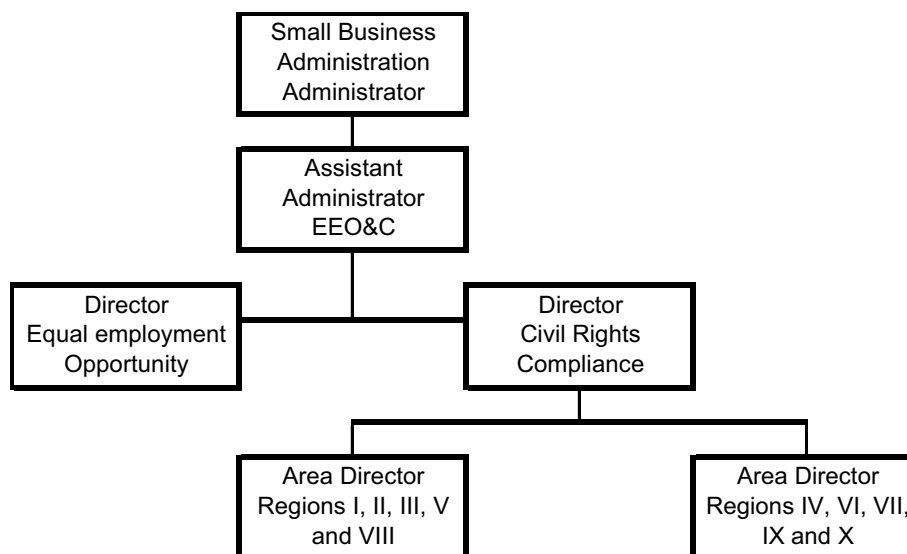 Small Business
Administration
Administrator
Assistant
Administrator
EEO&C
Director
Equal employment
Opportunity
Director
Civil Rights
Compliance
Area Director
Regions I, II, III, V
and VIII
Area Director
Regions IV, VI, VII,
IX and X